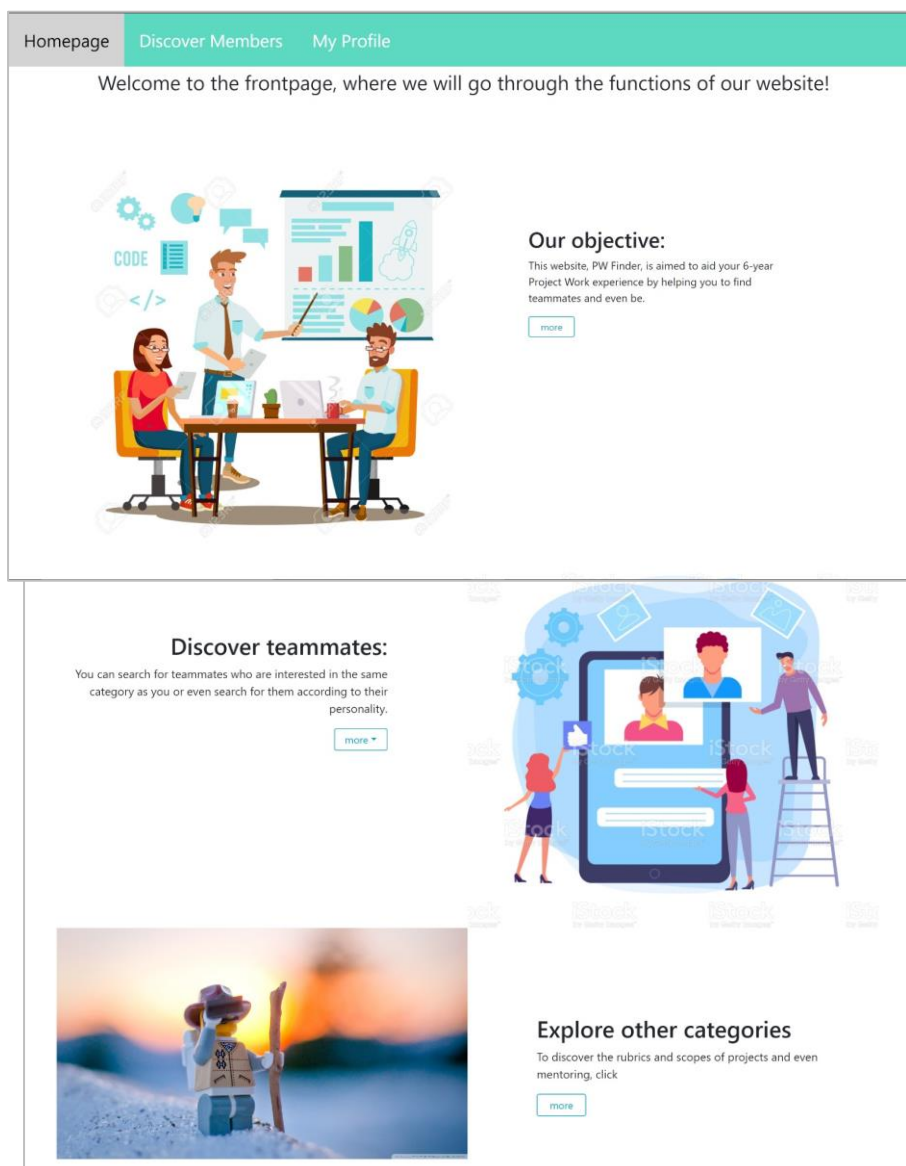 Homepage
Discover Members
My Profile
Welcome to the frontpage, where we will go through the functions of our website!
CODE
</>
Our objective:
This website, PW Finder, is aimed to aid your 6-year
Project Work experience by helping you to find
teammates and even be.
more
Discover teammates:
You can search for teammates who are interested in the same
category as you or even search for them according to their
personality.
more
iStock
iStock
iStock
Explore other categories
To discover the rubrics and scopes of projects and even
mentoring, click
more